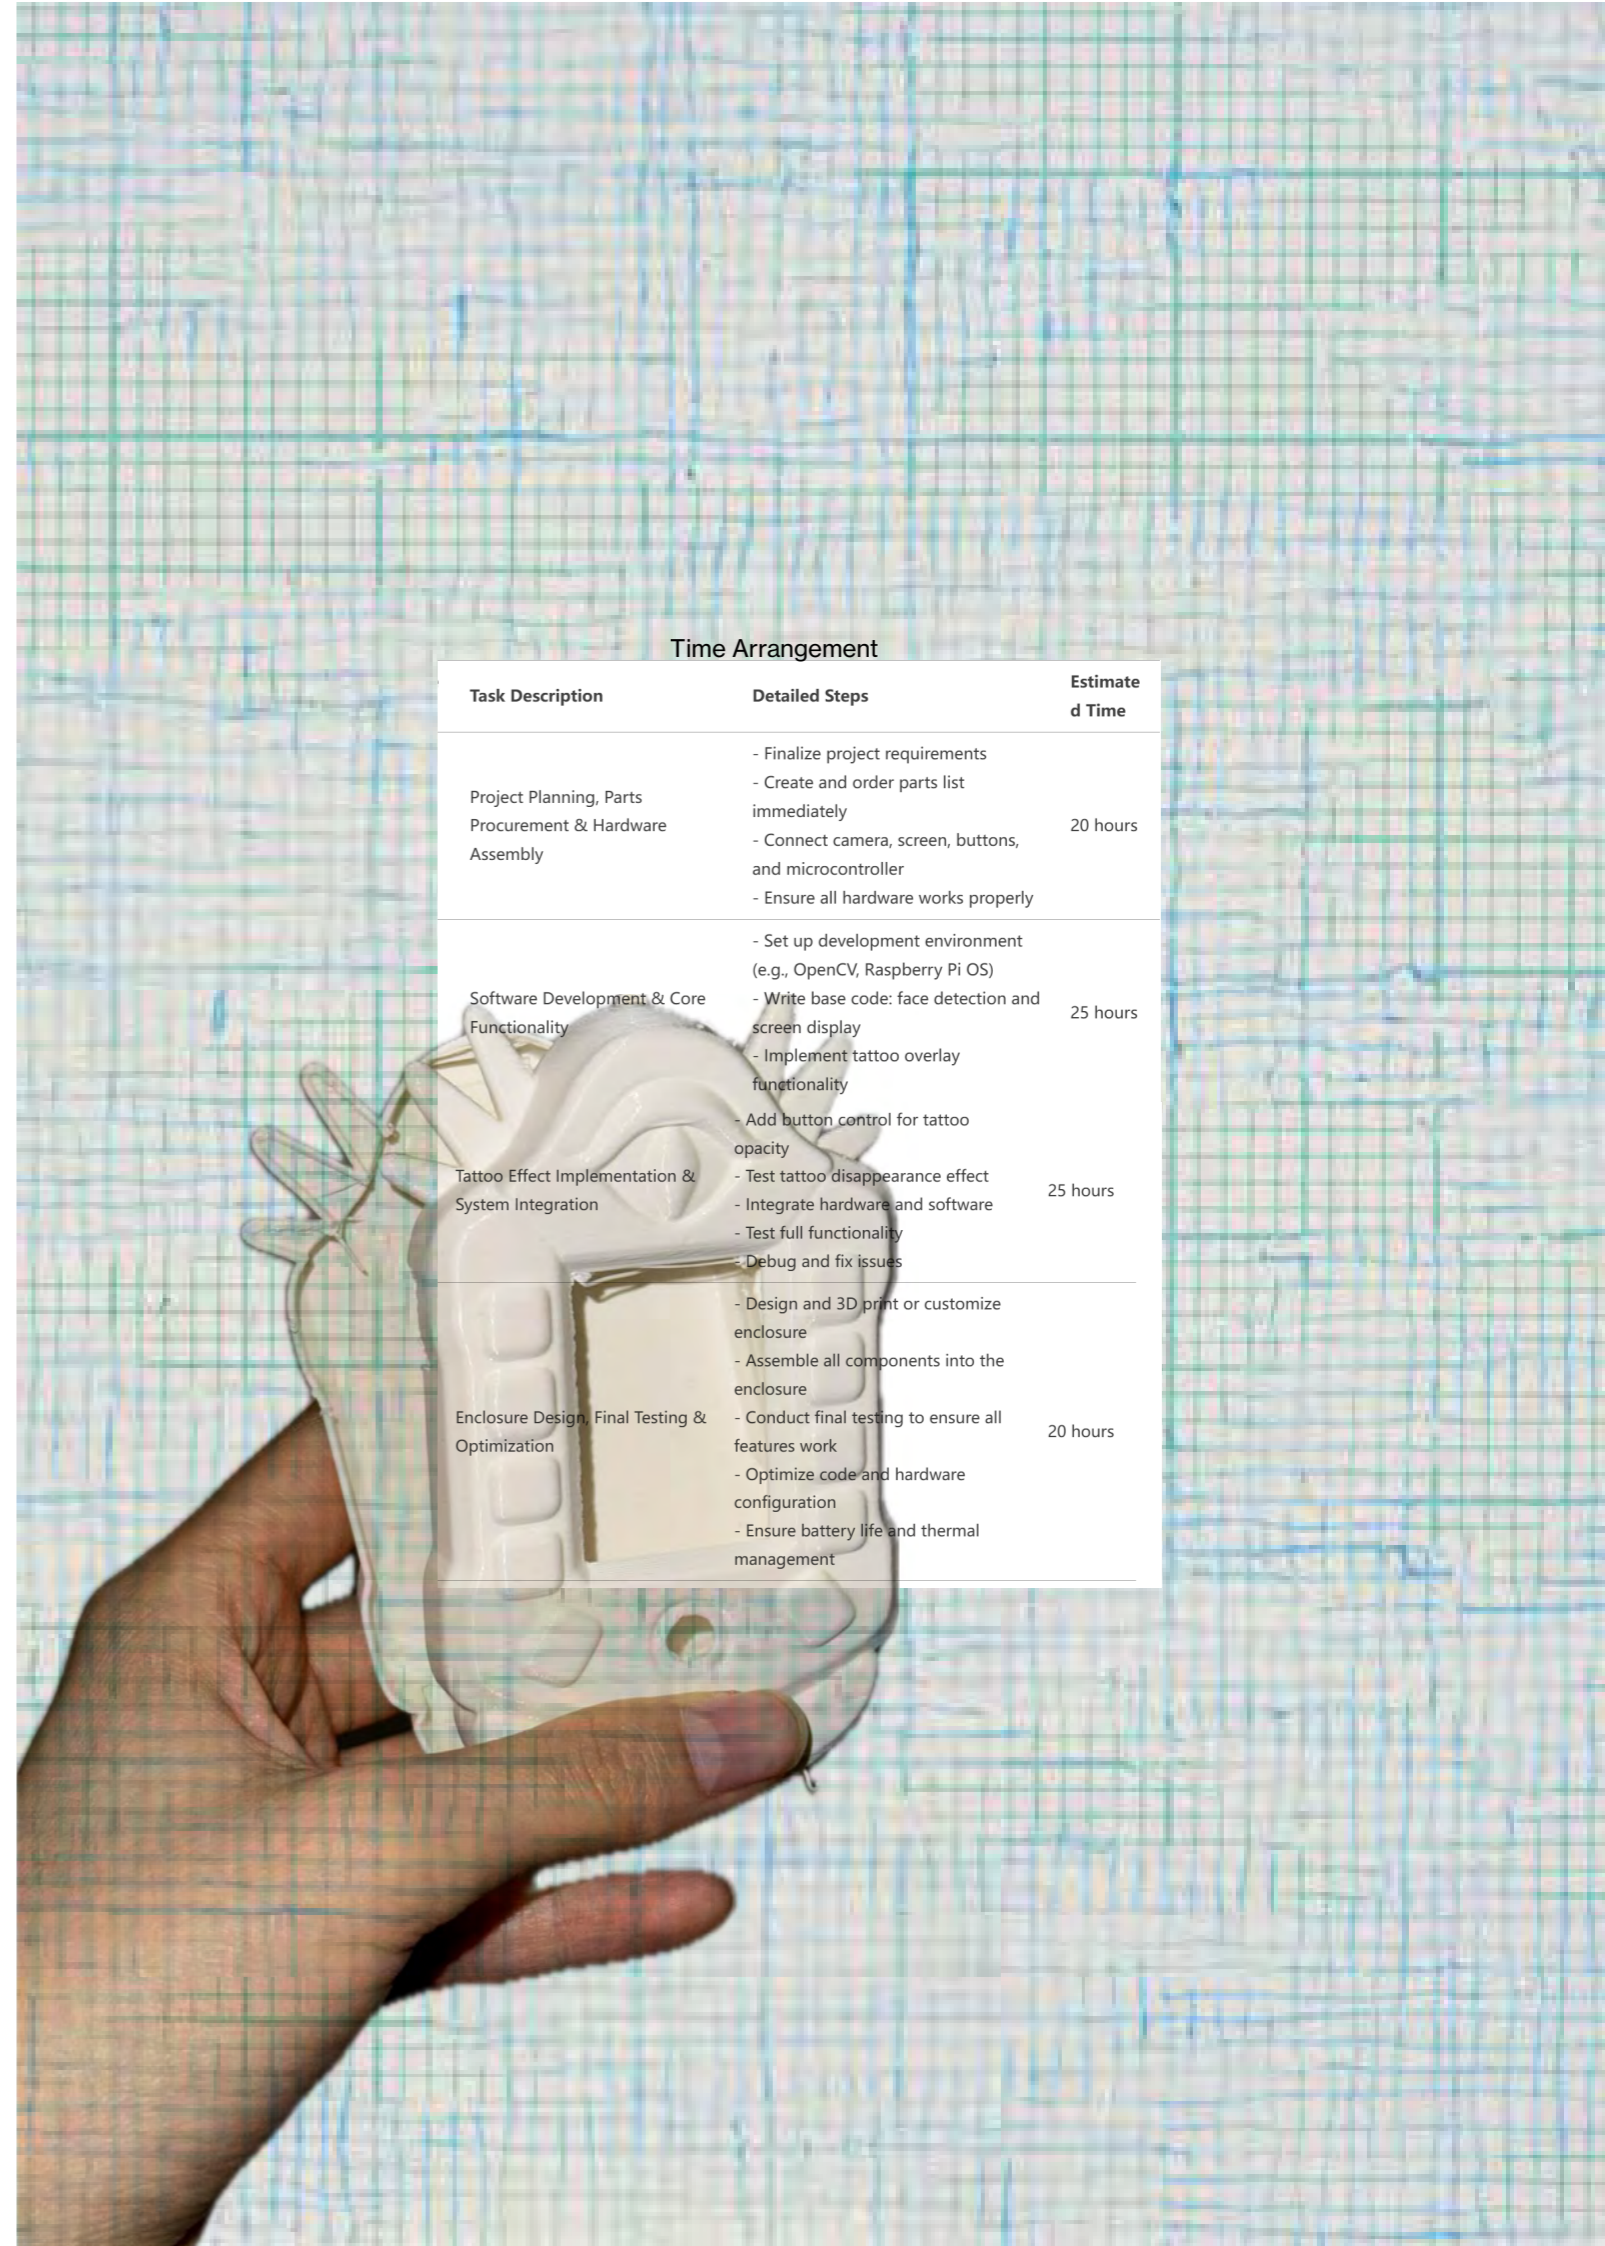 Time Arrangement
Task Description
Detailed Steps
Estimate
d Time
Project Planning, Parts
Procurement & Hardware
Assembly
- Finalize project requirements
- Create and order parts list
immediately
- Connect camera, screen, buttons,
and microcontroller
- Ensure all hardware works properly
20 hours
Software Development & Core
Functionality
- Set up development environment
(e.g., OpenCV, Raspberry Pi OS)
- Write base code: face detection and
screen display
- Implement tattoo overlay
functionality
25 hours
Tattoo Effect Implementation &
System Integration
- Add button control for tattoo
opacity
- Test tattoo disappearance effect
- Integrate hardware and software
- Test full functionality
- Debug and fix issues
25 hours
Enclosure Design, Final Testing &
Optimization
- Design and 3D print or customize
enclosure
- Assemble all components into the
enclosure
- Conduct final testing to ensure all
features work
- Optimize code and hardware
configuration
- Ensure battery life and thermal
management
20 hours